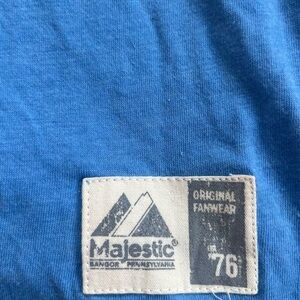 Majestic®
BANGOR PENNSYLVANIA
ORIGINAL
FANWEAR
'76